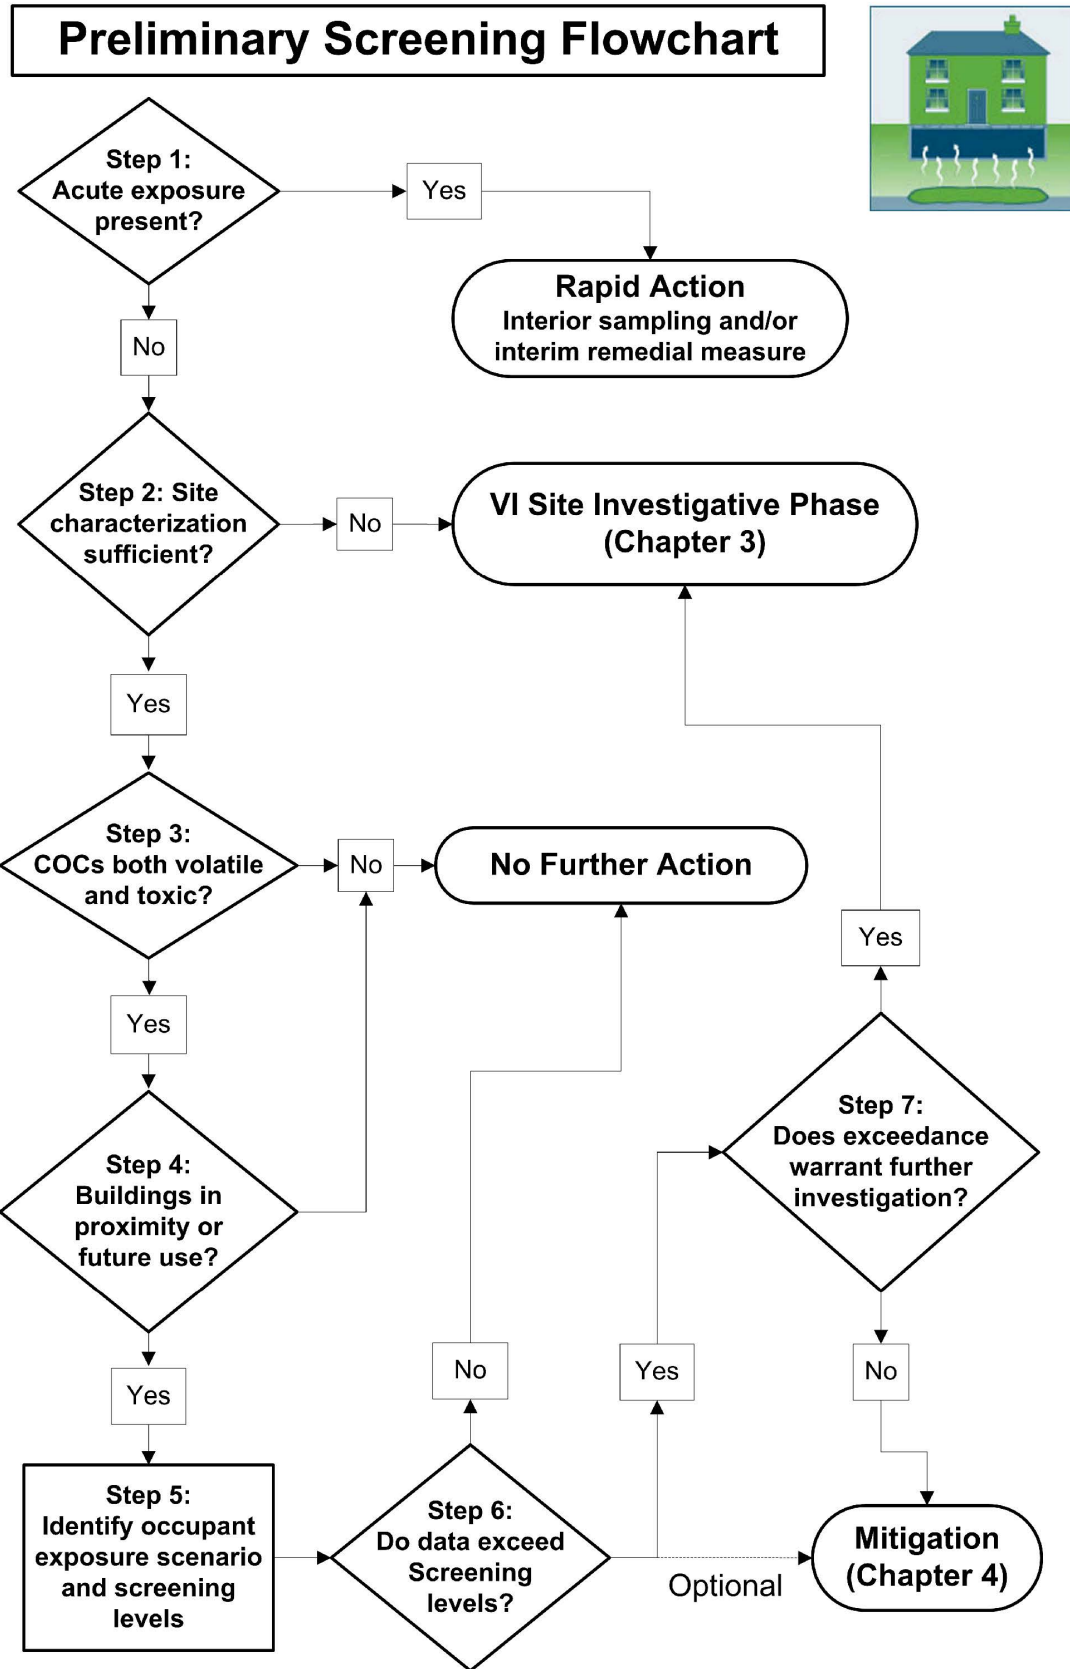 Preliminary Screening Flowchart
Step 1:
Acute exposure
present?
Yes
Rapid Action
Interior sampling and/or
interim remedial measure
No
Step 2: Site
characterization
sufficient?
No
VI Site Investigative Phase
(Chapter 3)
Yes
Step 3:
COCs both volatile
and toxic?
No
No Further Action
Yes
Step 4:
Buildings in
proximity or
future use?
Yes
Step 5:
Identify occupant
exposure scenario
and screening
levels
Step 6:
Do data exceed
Screening
levels?
No
Yes
Optional
Step 7:
Does exceedance
warrant further
investigation?
Yes
No
Mitigation
(Chapter 4)